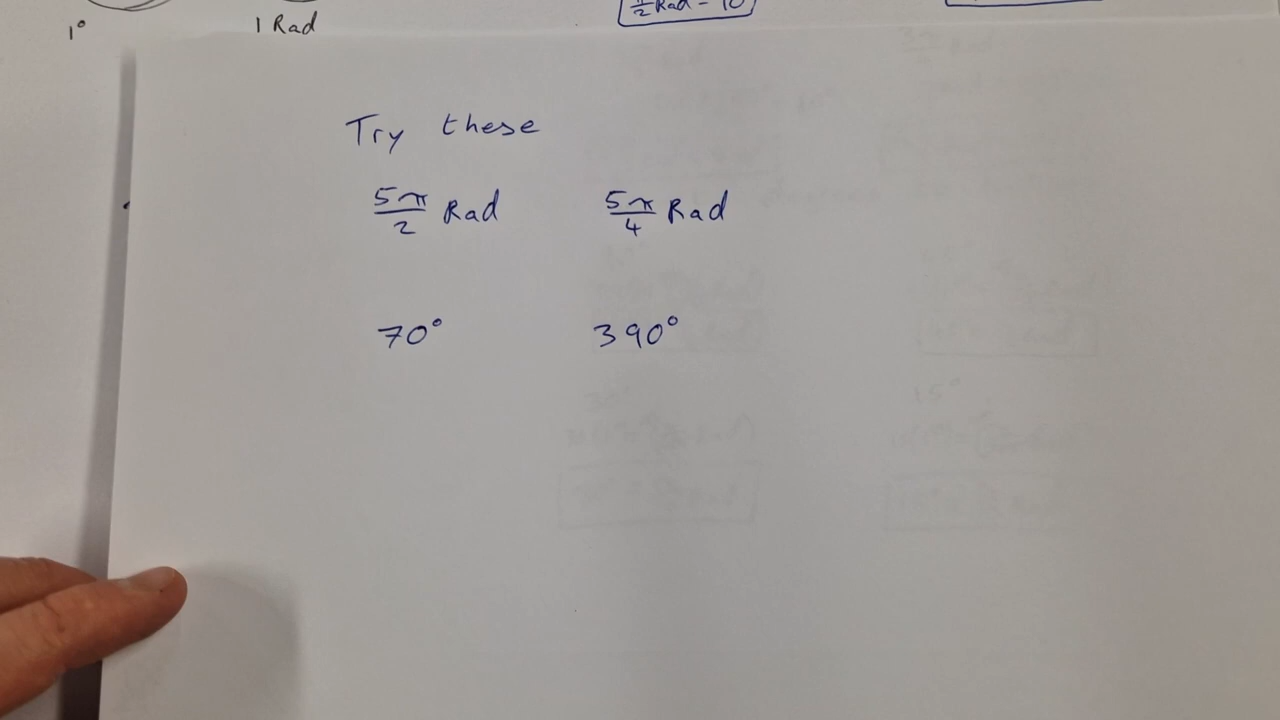 1°
1 Rad
Try these
5π/2 Rad
5π/4 Rad
70°
390°